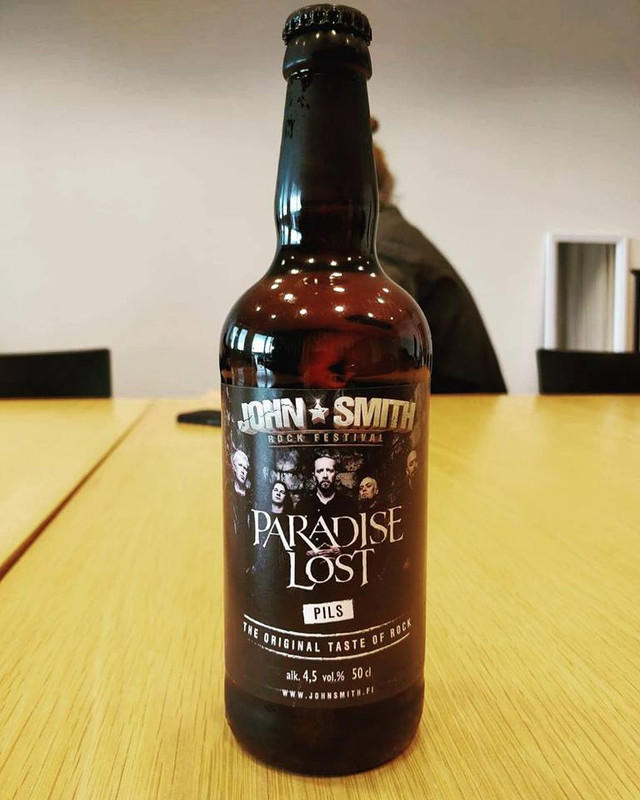 JOHN SMITH
ROCK FESTIVAL
PARADISE
LOST
PILS
THE ORIGINAL TASTE OF ROCK
alk. 4,5 vol.% 50 cl
WWW.JOHNSMITH.FI